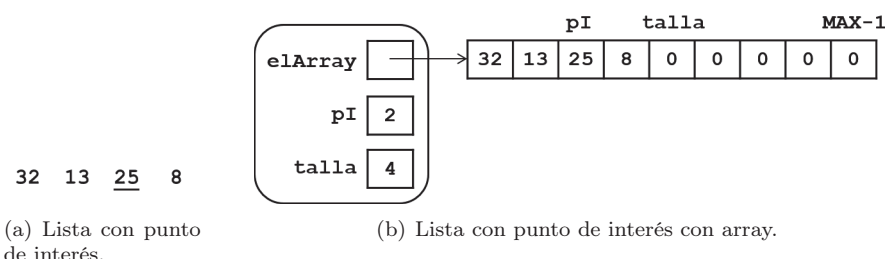 pI talla MAX-1
elArray 32 13 25 8 0 0 0 0 0
pI 2
talla 4
32 13 25 8
(a) Lista con punto
de interés.
(b) Lista con punto de interés con array.